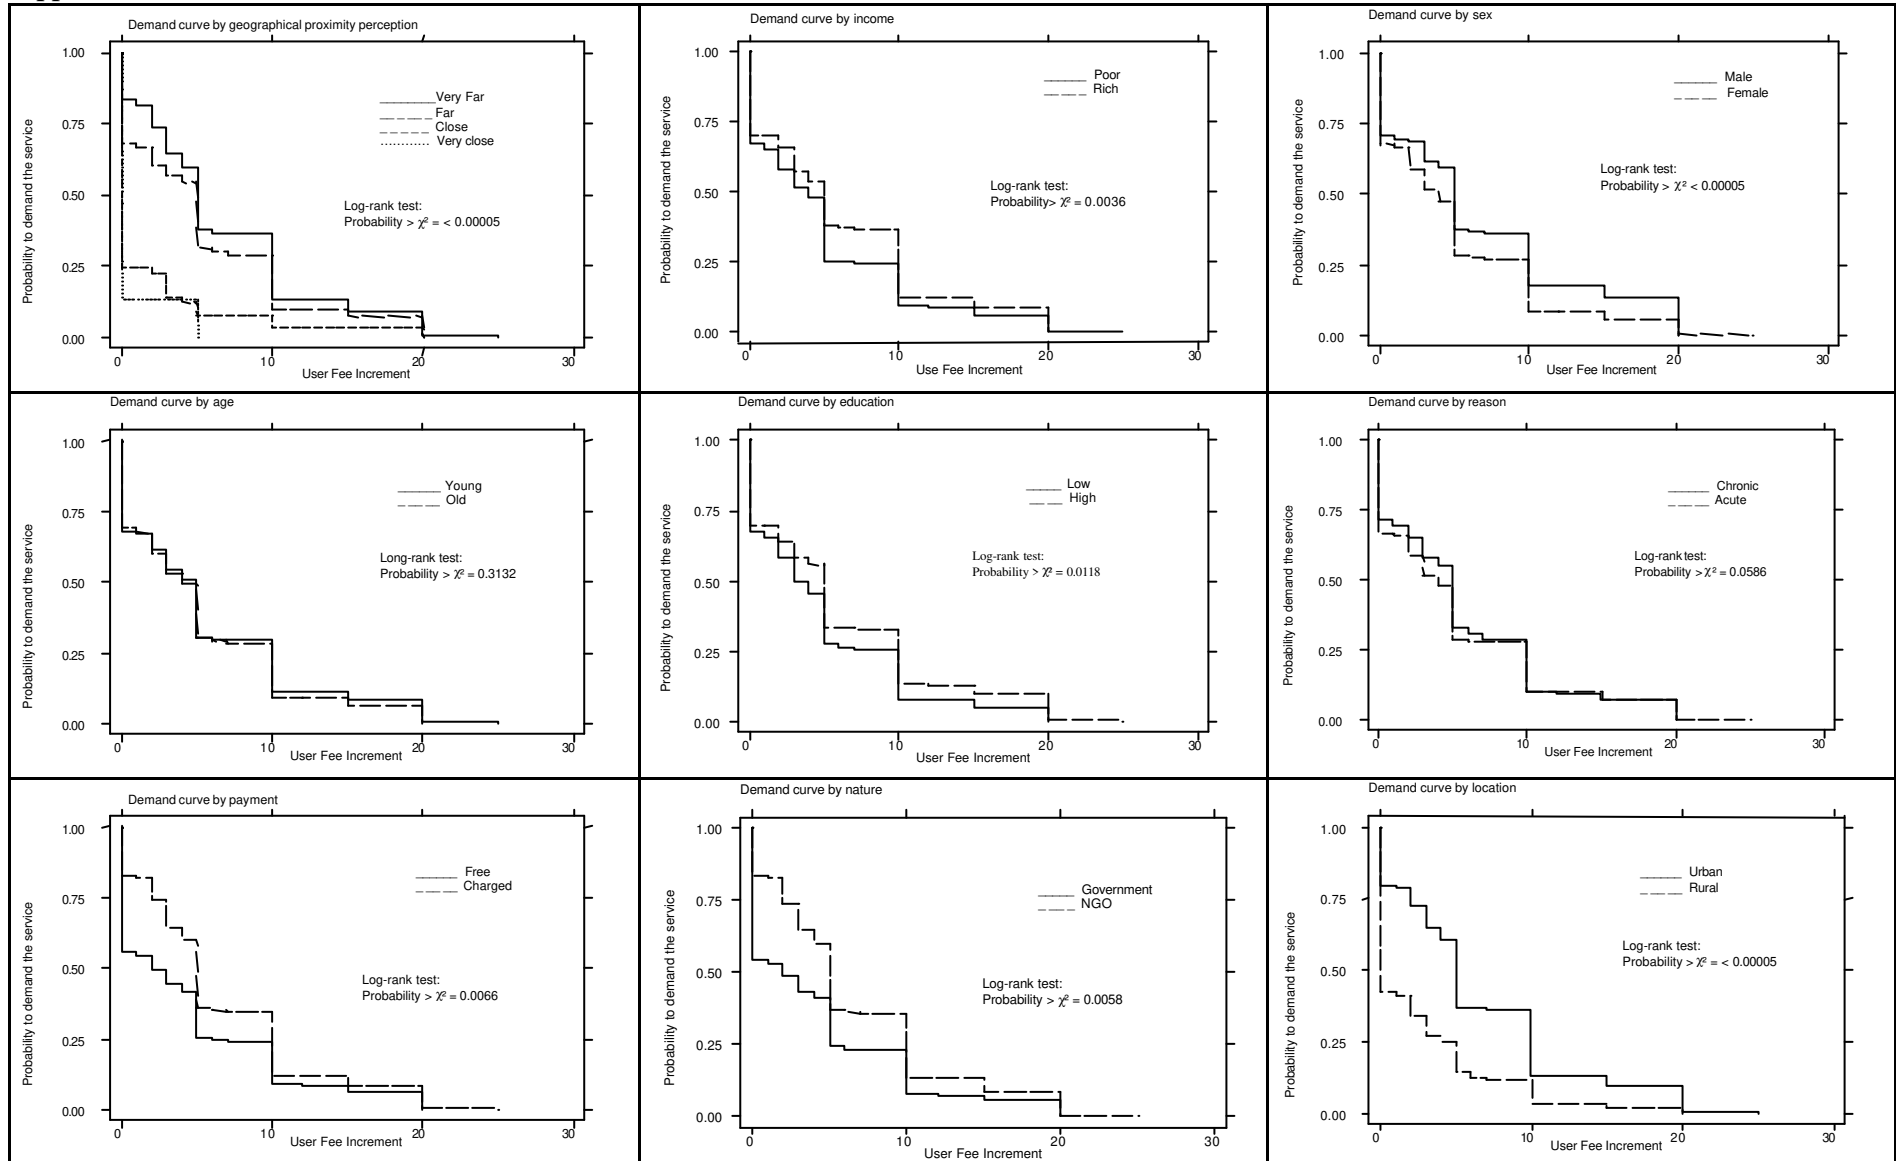 Demand curve by geographical proximity perception
1.00
0.75
0.50
0.25
0.00
Probability to demand the service
Very Far
Far
Close
Very close
Log-rank test:
Probability > χ² = < 0.00005
0 10 20 30
User Fee Increment
Demand curve by income
1.00
0.75
0.50
0.25
0.00
Probability to demand the service
Poor
Rich
Log-rank test:
Probability> χ² = 0.0036
0 10 20 30
User Fee Increment
Demand curve by sex
1.00
0.75
0.50
0.25
0.00
Probability to demand the service
Male
Female
Log-rank test:
Probability > χ² < 0.00005
0 10 20 30
User Fee Increment
Demand curve by age
1.00
0.75
0.50
0.25
0.00
Probability to demand the service
Young
Old
Long-rank test:
Probability > χ² = 0.3132
0 10 20 30
User Fee Increment
Demand curve by education
1.00
0.75
0.50
0.25
0.00
Probability to demand the service
Low
High
Log-rank test:
Probability > χ² = 0.0118
0 10 20 30
User Fee Increment
Demand curve by reason
1.00
0.75
0.50
0.25
0.00
Probability to demand the service
Chronic
Acute
Log-rank test:
Probability > χ² = 0.0586
0 10 20 30
User Fee Increment
Demand curve by payment
1.00
0.75
0.50
0.25
0.00
Probability to demand the service
Free
Charged
Log-rank test:
Probability > χ² = 0.0066
0 10 20 30
User Fee Increment
Demand curve by nature
1.00
0.75
0.50
0.25
0.00
Probability to demand the service
Government
NGO
Log-rank test:
Probability > χ² = 0.0058
0 10 20 30
User Fee Increment
Demand curve by location
1.00
0.75
0.50
0.25
0.00
Probability to demand the service
Urban
Rural
Log-rank test:
Probability > χ² = < 0.00005
0 10 20 30
User Fee Increment